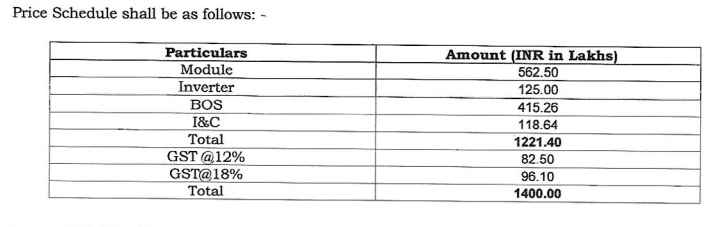 Price Schedule shall be as follows: -
Particulars Amount (INR in Lakhs)
Module 562.50
Inverter 125.00
BOS 415.26
I&C 118.64
Total 1221.40
GST @12% 82.50
GST@18% 96.10
Total 1400.00